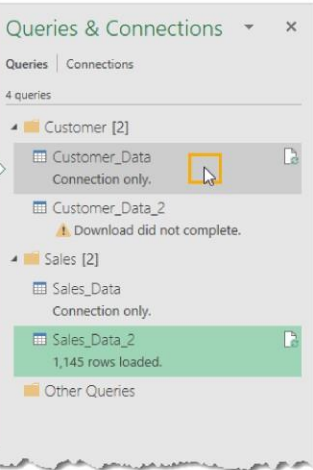 Queries & Connections
Queries | Connections
4 queries
Customer [2]
Customer_Data
Connection only.
Customer_Data_2
Download did not complete.
Sales [2]
Sales_Data
Connection only.
Sales_Data_2
1,145 rows loaded.
Other Queries